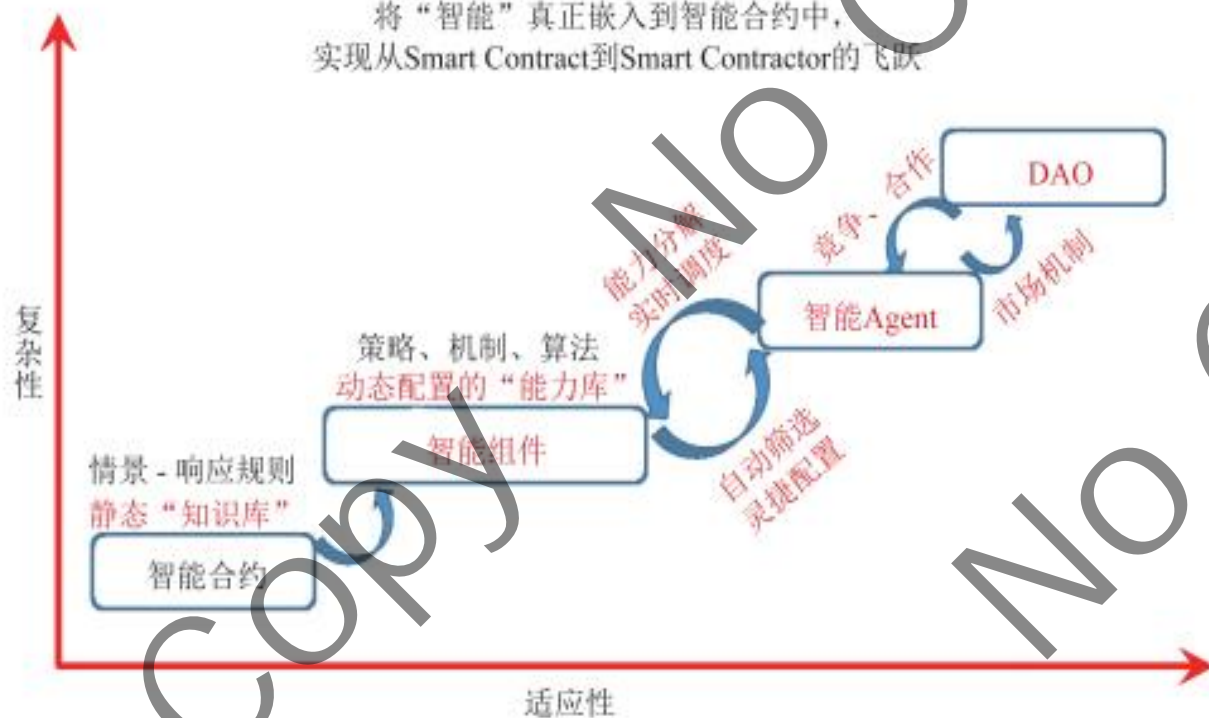 将“智能”真正嵌入到智能合约中，
实现从Smart Contract到Smart Contractor的飞跃
DAO
竞争 - 合作
市场机制
能力分解
实时调度
智能Agent
复杂性
策略、机制、算法
动态配置的“能力库”
智能组件
自动筛选
灵捷配置
情景 - 响应规则
静态“知识库”
智能合约
适应性
No
No
Copy